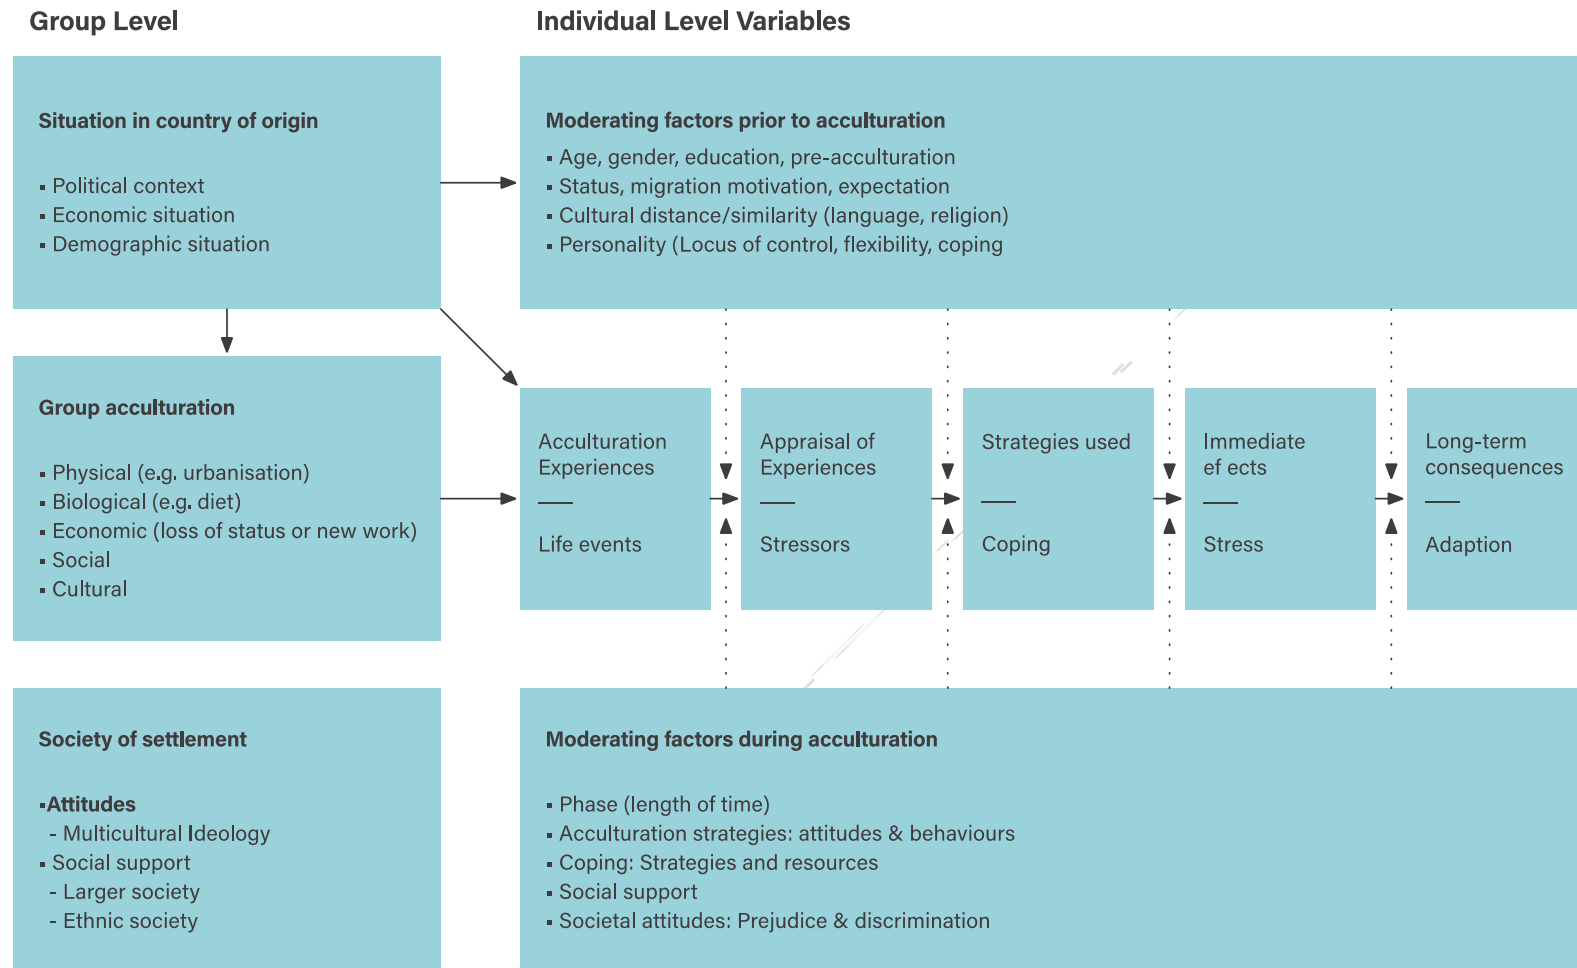 Group Level
Individual Level Variables
Situation in country of origin
▪ Political context
▪ Economic situation
▪ Demographic situation
Moderating factors prior to acculturation
▪ Age, gender, education, pre-acculturation
▪ Status, migration motivation, expectation
▪ Cultural distance/similarity (language, religion)
▪ Personality (Locus of control, flexibility, coping
Group acculturation
▪ Physical (e.g. urbanisation)
▪ Biological (e.g. diet)
▪ Economic (loss of status or new work)
▪ Social
▪ Cultural
Acculturation
Experiences
Life events
Appraisal of
Experiences
Stressors
Strategies used
Coping
Immediate
ef ects
Stress
Long-term
consequences
Adaption
Society of settlement
▪Attitudes
- Multicultural Ideology
▪ Social support
- Larger society
- Ethnic society
Moderating factors during acculturation
▪ Phase (length of time)
▪ Acculturation strategies: attitudes & behaviours
▪ Coping: Strategies and resources
▪ Social support
▪ Societal attitudes: Prejudice & discrimination